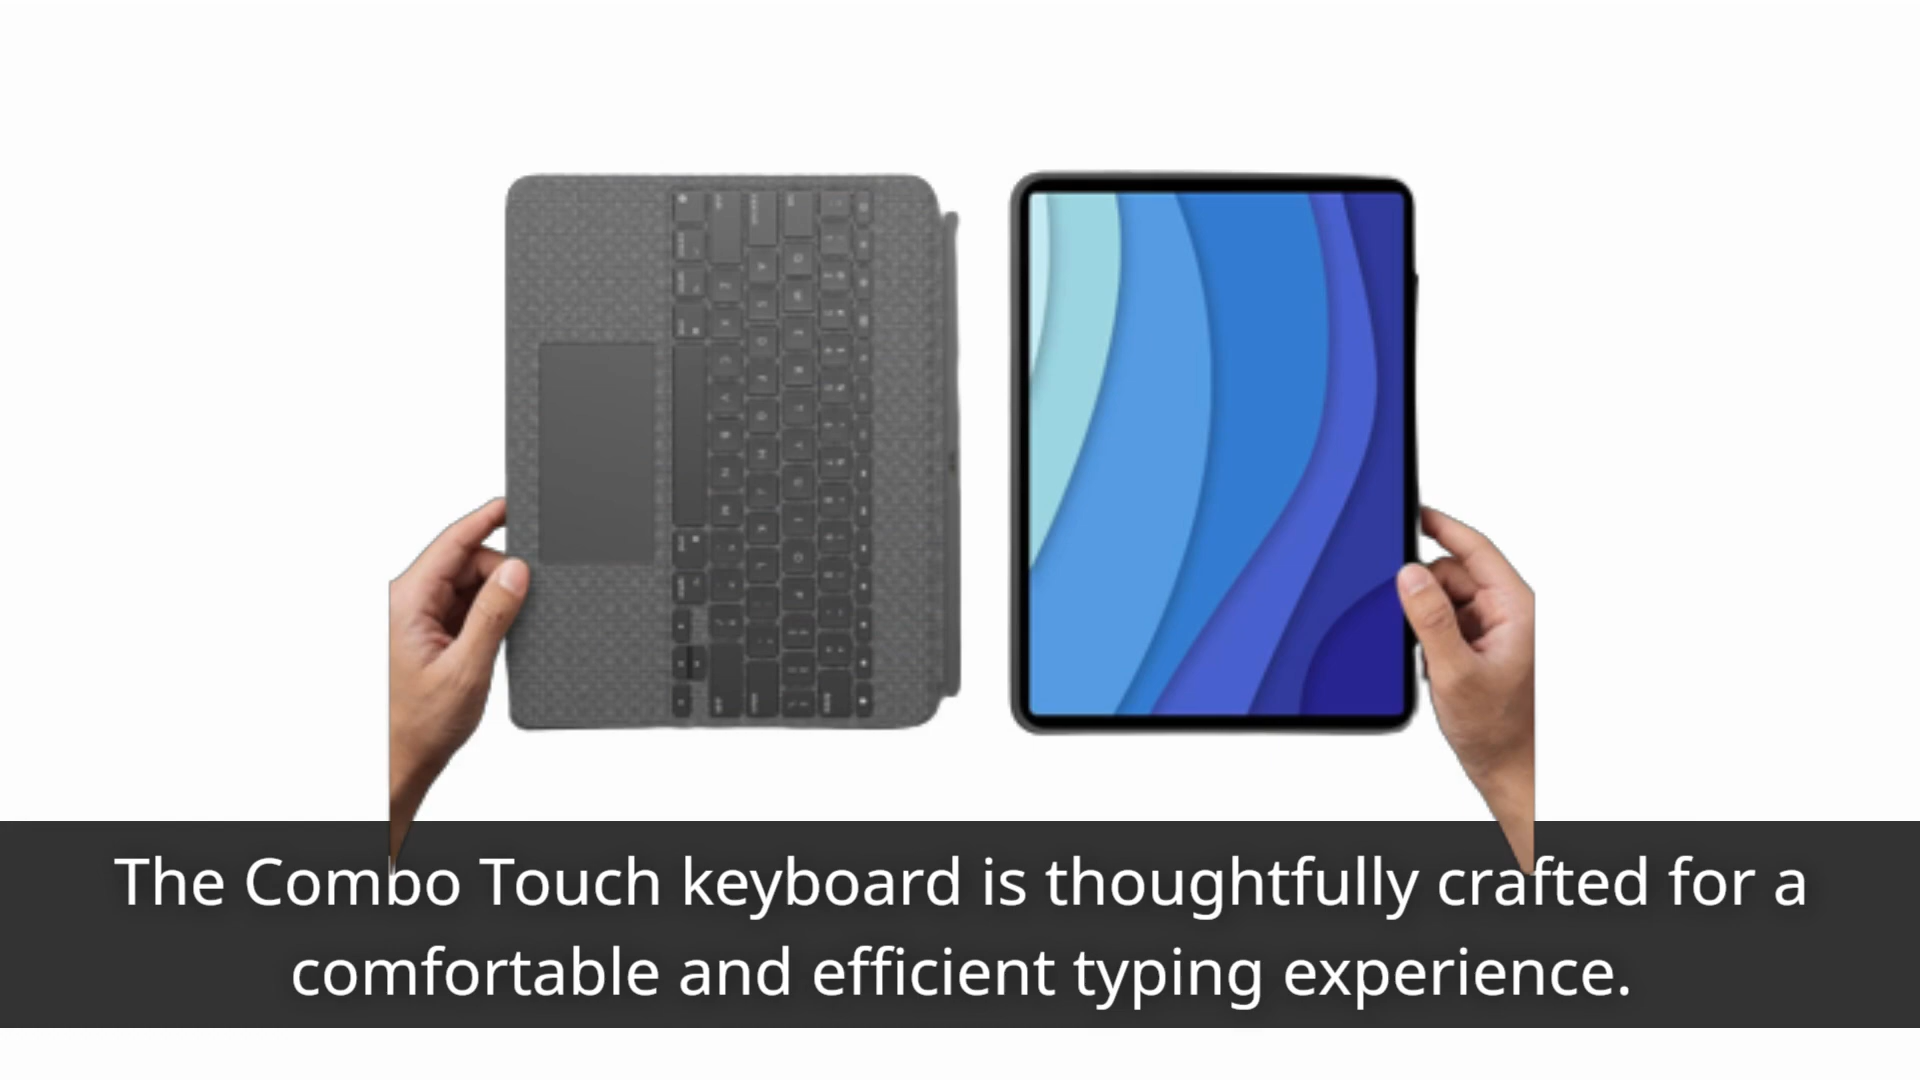 The Combo Touch keyboard is thoughtfully crafted for a
comfortable and efficient typing experience.